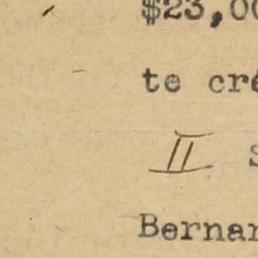 $23,00
te cré
II S
Bernar